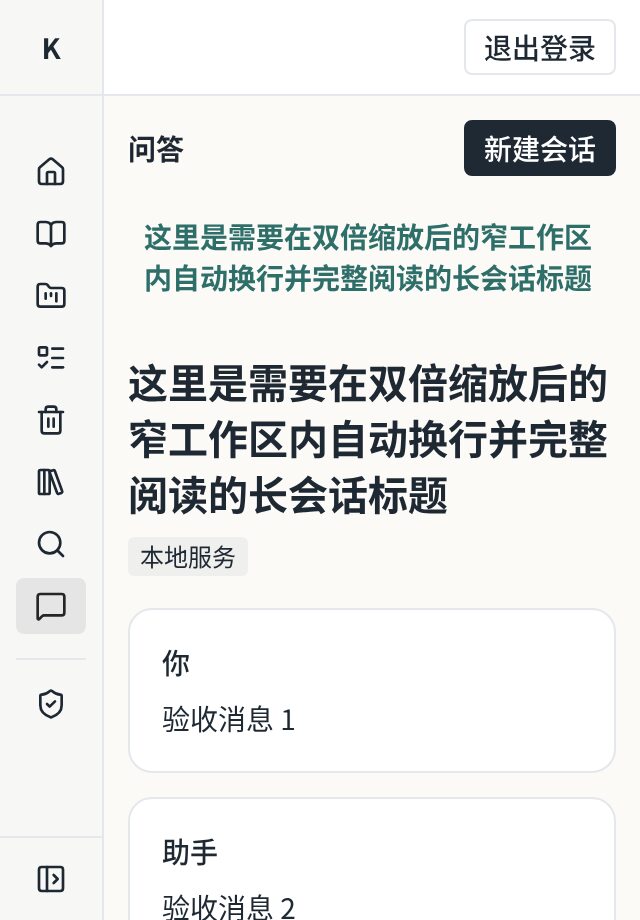 K
退出登录
问答
新建会话
这里是需要在双倍缩放后的窄工作区
内自动换行并完整阅读的长会话标题
这里是需要在双倍缩放后的
窄工作区内自动换行并完整
阅读的长会话标题
本地服务
你
验收消息 1
助手
验收消息 2